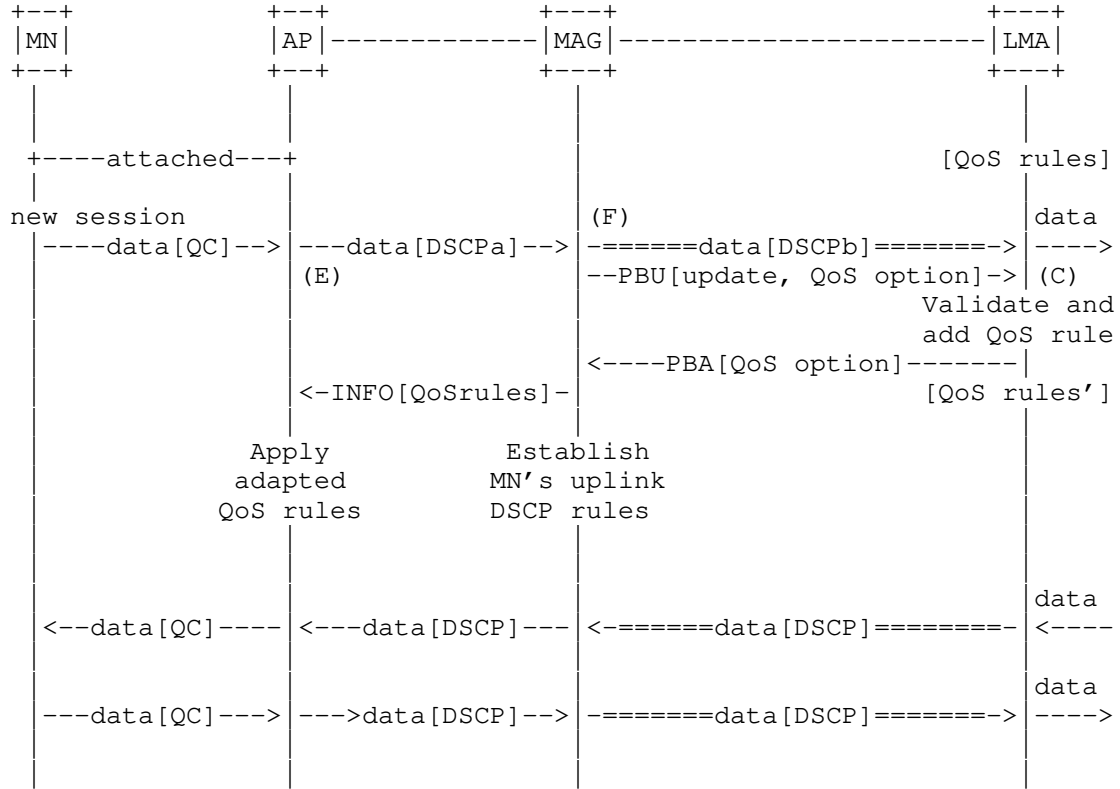 +--+            +--+              +---+                          +---+
|MN|            |AP|--------------|MAG|--------------------------|LMA|
+--+            +--+              +---+                          +---+
+----attached---+ [QoS rules]
new session (F) data
----data[QC]--> ---data[DSCPa]--> -======data[DSCPb]=======-> ---->
(E) --PBU[update, QoS option]-> (C)
Validate and
add QoS rule
<----PBA[QoS option]-------
<-INFO[QoSrules]- [QoS rules']
Apply Establish
adapted MN's uplink
QoS rules DSCP rules
data
<--data[QC]---- <---data[DSCP]--- <-======data[DSCP]========- <----
data
---data[QC]---> --->data[DSCP]--> -=======data[DSCP]=======-> ---->